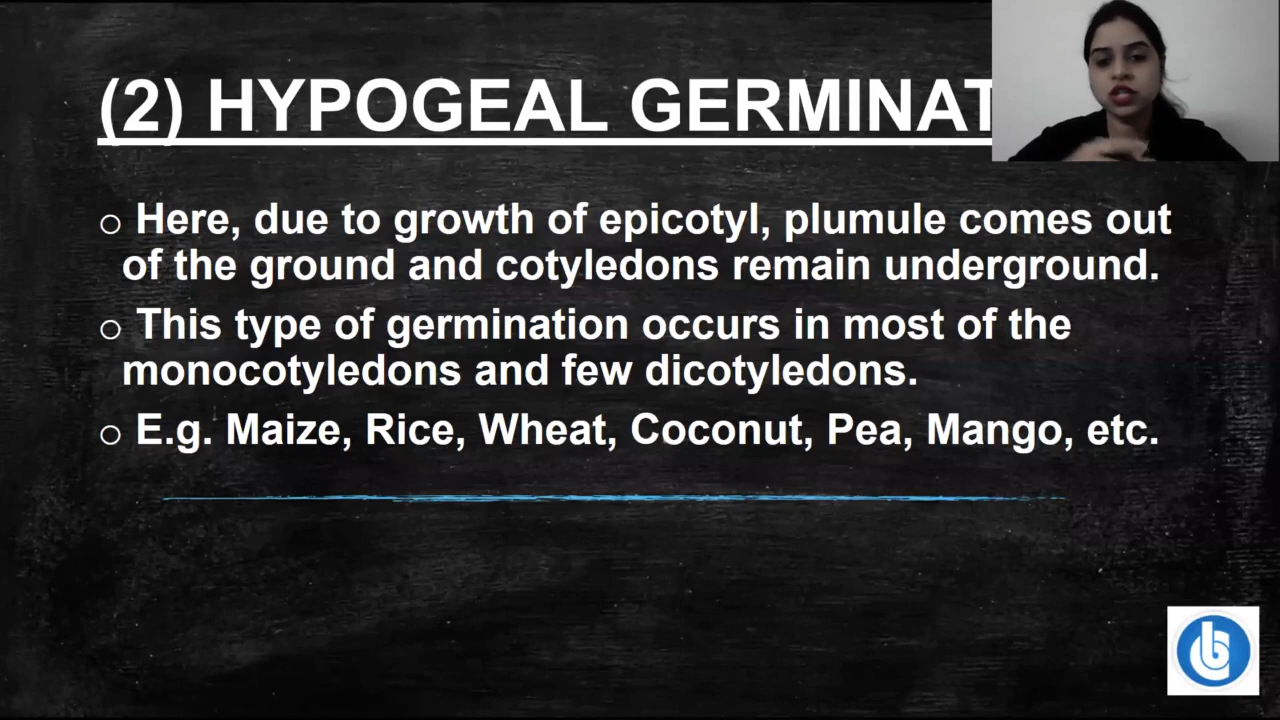 (2) HYPOGEAL GERMINAT
○ Here, due to growth of epicotyl, plumule comes out
of the ground and cotyledons remain underground.
○ This type of germination occurs in most of the
monocotyledons and few dicotyledons.
○ E.g. Maize, Rice, Wheat, Coconut, Pea, Mango, etc.